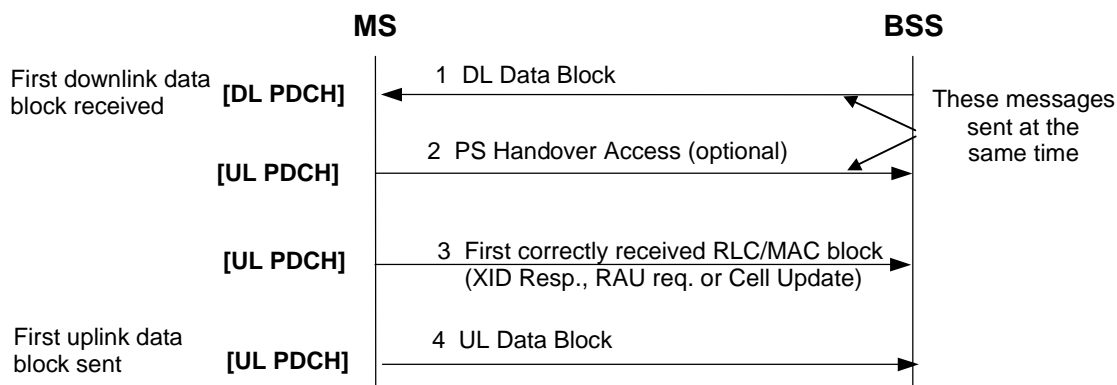 MS
BSS
First downlink data
block received
[DL PDCH]
1 DL Data Block
These messages
sent at the
same time
[UL PDCH]
2 PS Handover Access (optional)
[UL PDCH]
3 First correctly received RLC/MAC block
(XID Resp., RAU req. or Cell Update)
First uplink data
block sent
[UL PDCH]
4 UL Data Block